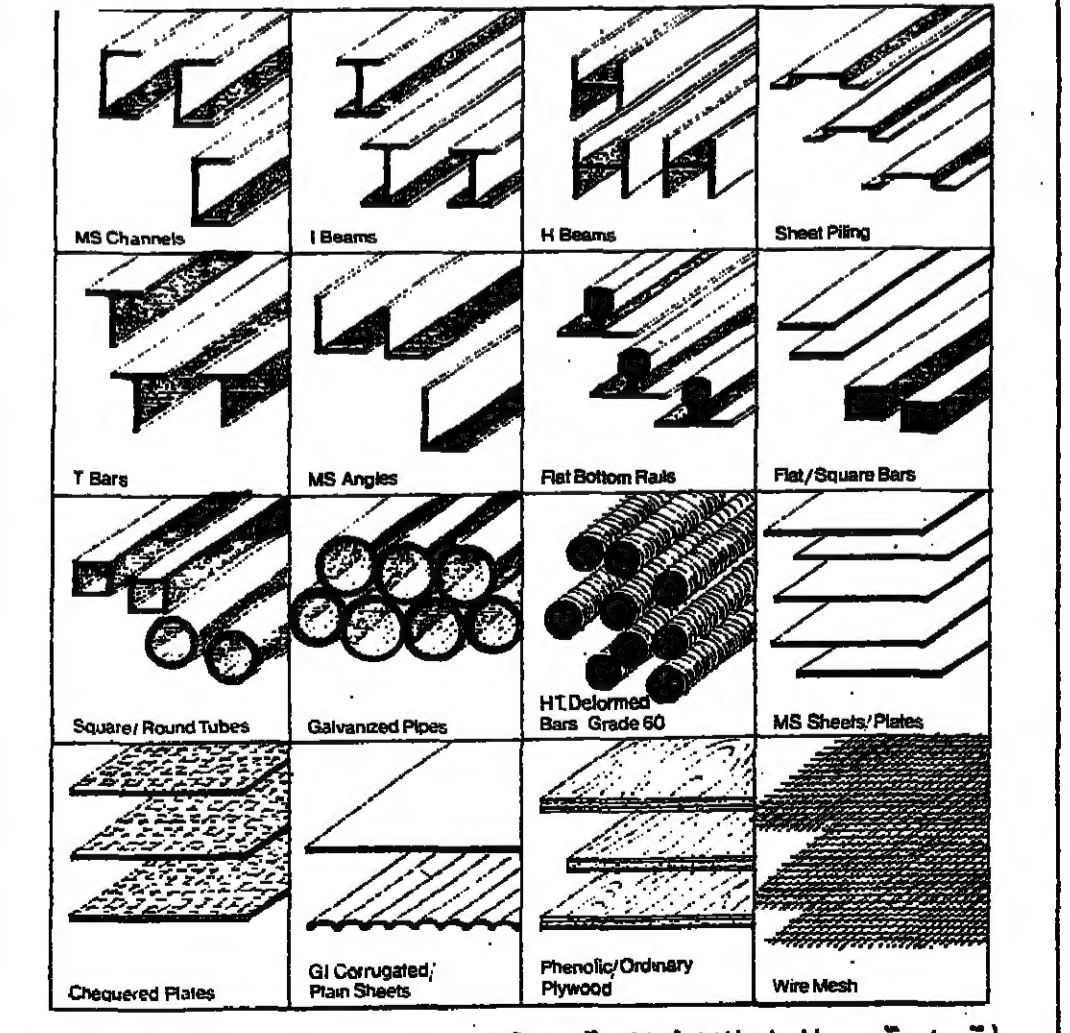 MS Channels
I Beams
H Beams
Sheet Piling
T Bars
MS Angles
Flat Bottom Rails
Flat/Square Bars
Square/Round Tubes
Galvanized Pipes
HT. Deformed
Bars Grade 60
MS Sheets/Plates
Chequered Plates
GI Corrugated/
Plain Sheets
Phenolic/Ordinary
Plywood
Wire Mesh